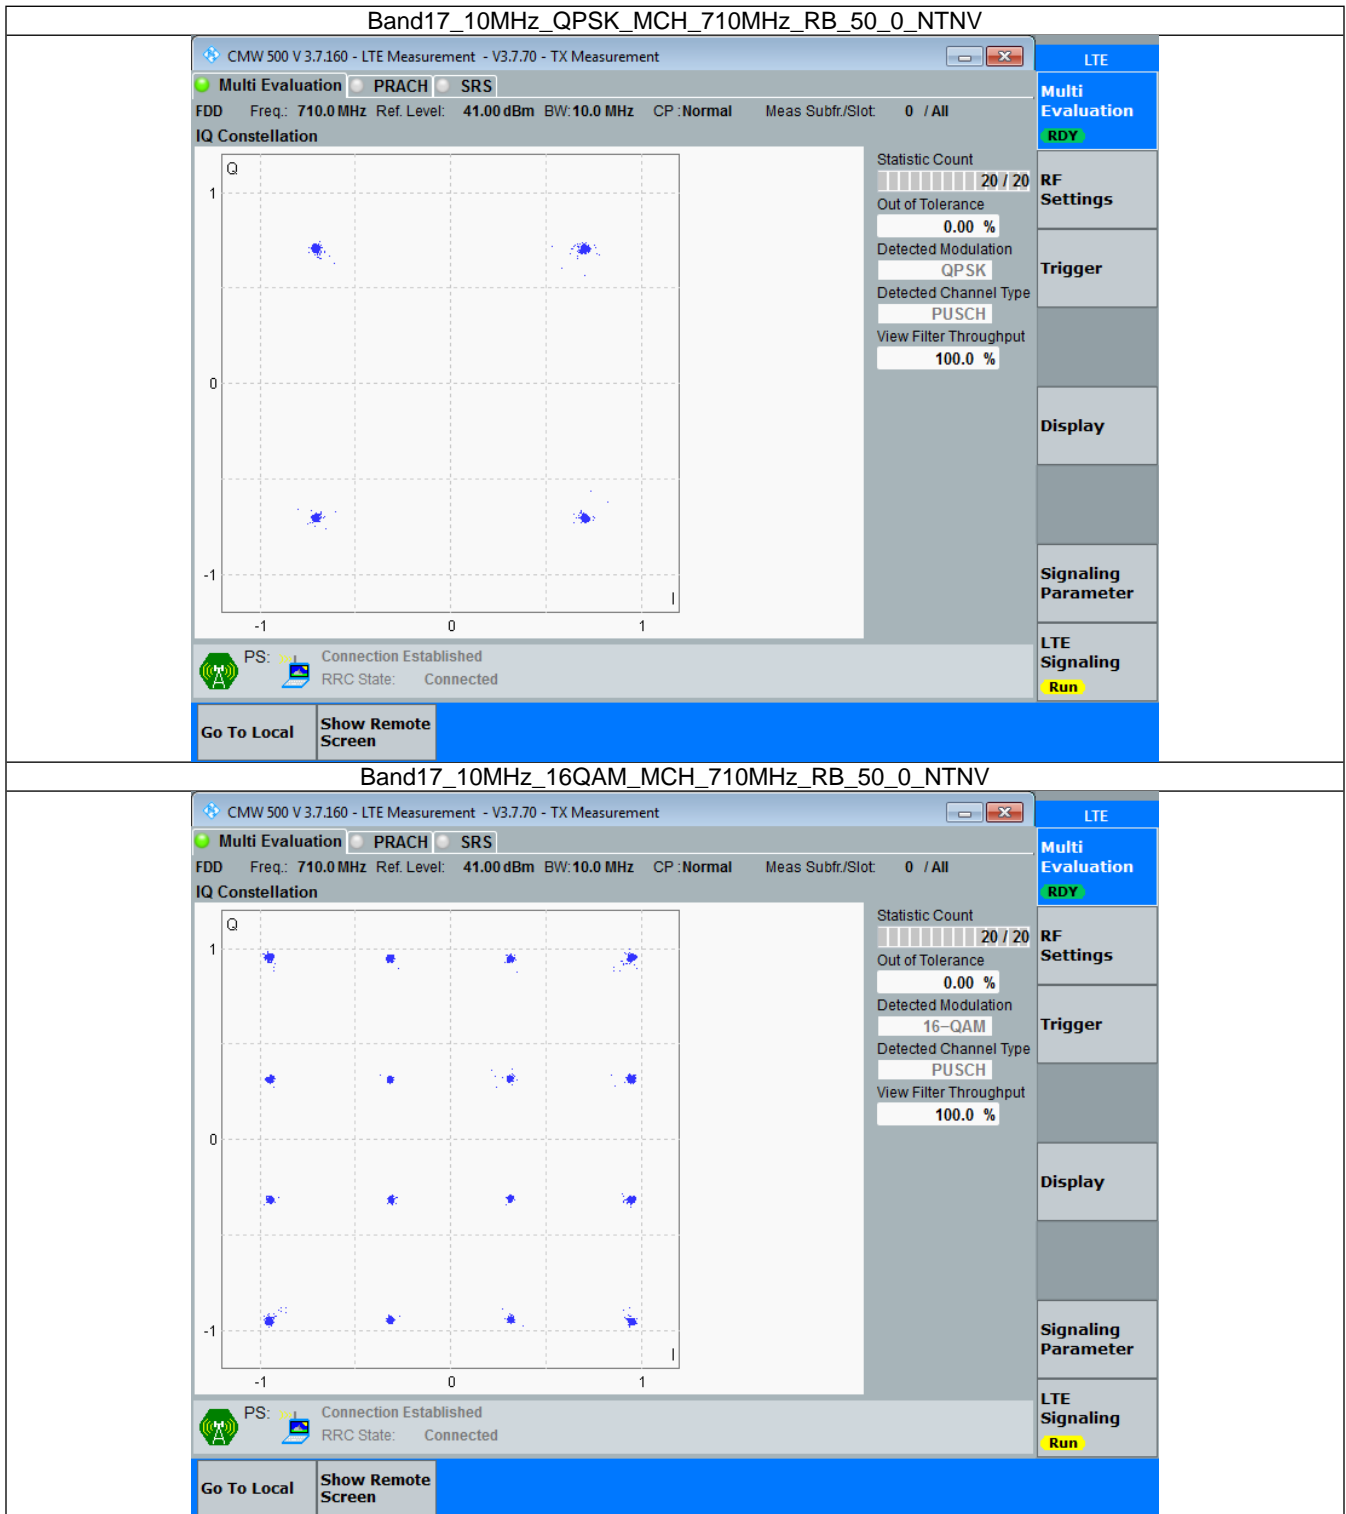 Band17_10MHz_QPSK_MCH_710MHz_RB_50_0_NTNV
CMW 500 V 3.7.160 - LTE Measurement - V3.7.70 - TX Measurement
LTE
Multi Evaluation PRACH SRS
Multi
Evaluation
RDY
FDD Freq.: 710.0 MHz Ref. Level: 41.00 dBm BW: 10.0 MHz CP : Normal Meas Subfr./Slot: 0 / All
IQ Constellation
Q
1
0
-1
I
-1 0 1
Statistic Count
20 / 20
Out of Tolerance
0.00 %
Detected Modulation
QPSK
Detected Channel Type
PUSCH
View Filter Throughput
100.0 %
RF
Settings
Trigger
Display
Signaling
Parameter
LTE
Signaling
Run
PS: Connection Established
RRC State: Connected
Go To Local
Show Remote
Screen
Band17_10MHz_16QAM_MCH_710MHz_RB_50_0_NTNV
CMW 500 V 3.7.160 - LTE Measurement - V3.7.70 - TX Measurement
LTE
Multi Evaluation PRACH SRS
Multi
Evaluation
RDY
FDD Freq.: 710.0 MHz Ref. Level: 41.00 dBm BW: 10.0 MHz CP : Normal Meas Subfr./Slot: 0 / All
IQ Constellation
Q
1
0
-1
I
-1 0 1
Statistic Count
20 / 20
Out of Tolerance
0.00 %
Detected Modulation
16-QAM
Detected Channel Type
PUSCH
View Filter Throughput
100.0 %
RF
Settings
Trigger
Display
Signaling
Parameter
LTE
Signaling
Run
PS: Connection Established
RRC State: Connected
Go To Local
Show Remote
Screen